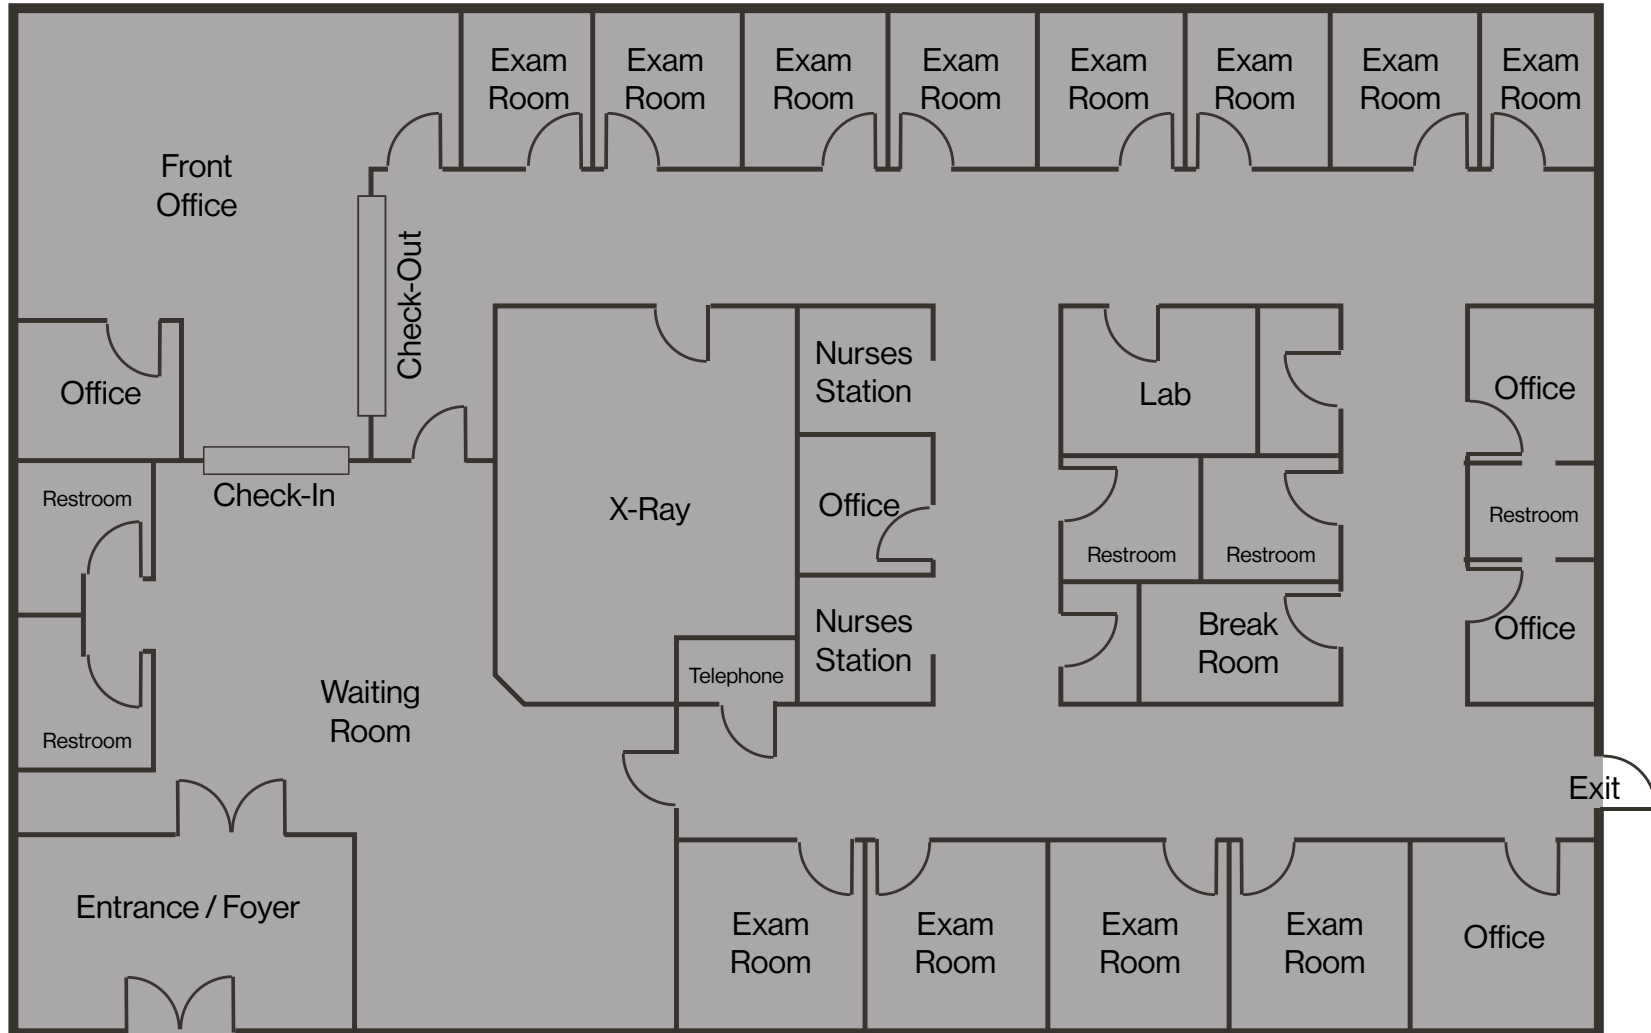 Exam
Room
Exam
Room
Exam
Room
Exam
Room
Exam
Room
Exam
Room
Exam
Room
Exam
Room
Front
Office
Check-Out
Office
Check-In
Restroom
Restroom
Waiting
Room
X-Ray
Telephone
Nurses
Station
Office
Nurses
Station
Lab
Restroom
Restroom
Break
Room
Office
Restroom
Office
Exit
Entrance / Foyer
Exam
Room
Exam
Room
Exam
Room
Exam
Room
Office